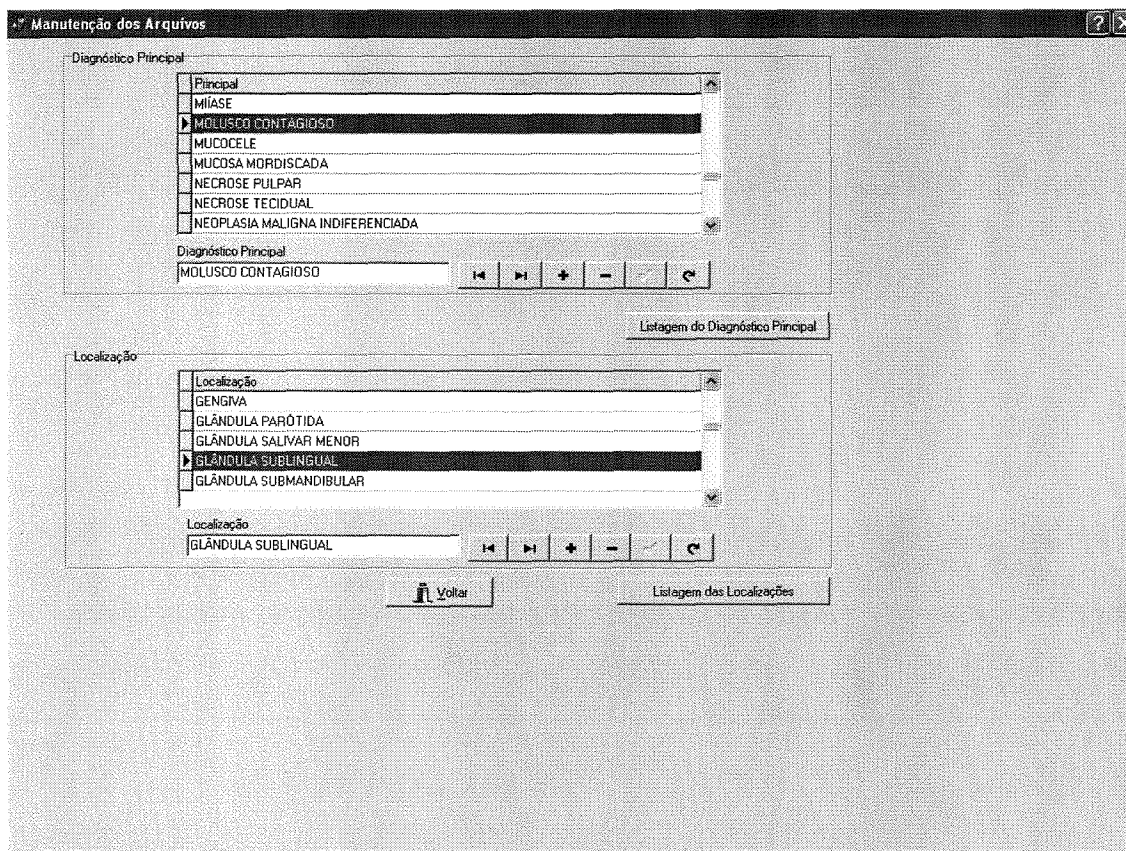 Manutenção dos Arquivos
Diagnóstico Principal
Principal
MIÍASE
MOLUSCO CONTAGIOSO
MUCOCELE
MUCOSA MORDISCADA
NECROSE PULPAR
NECROSE TECIDUAL
NEOPLASIA MALIGNA INDIFERENCIADA
Diagnóstico Principal
MOLUSCO CONTAGIOSO
Listagem do Diagnóstico Principal
Localização
Localização
GENGIVA
GLÂNDULA PARÓTIDA
GLÂNDULA SALIVAR MENOR
GLÂNDULA SUBLINGUAL
GLÂNDULA SUBMANDIBULAR
Localização
GLÂNDULA SUBLINGUAL
Voltar
Listagem das Localizações